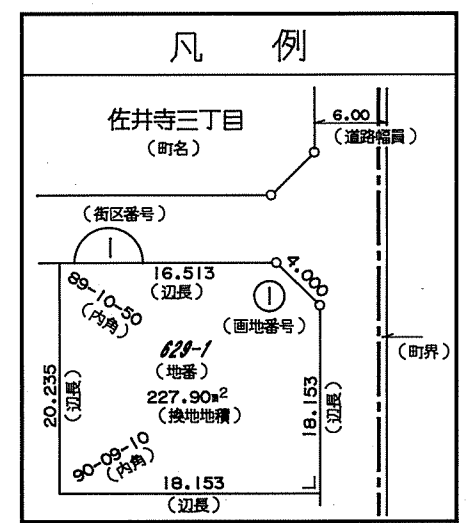 凡 例
佐井寺三丁目
(町名)
6.00
(道路幅員)
(街区番号)
1
16.513
(辺長)
4.000
89-10-50
(内角)
1
(画地番号)
629-1
(地番)
(町界)
227.90m2
(換地地積)
20.235
(辺長)
18.153
(辺長)
90-09-10
(内角)
18.153
(辺長)